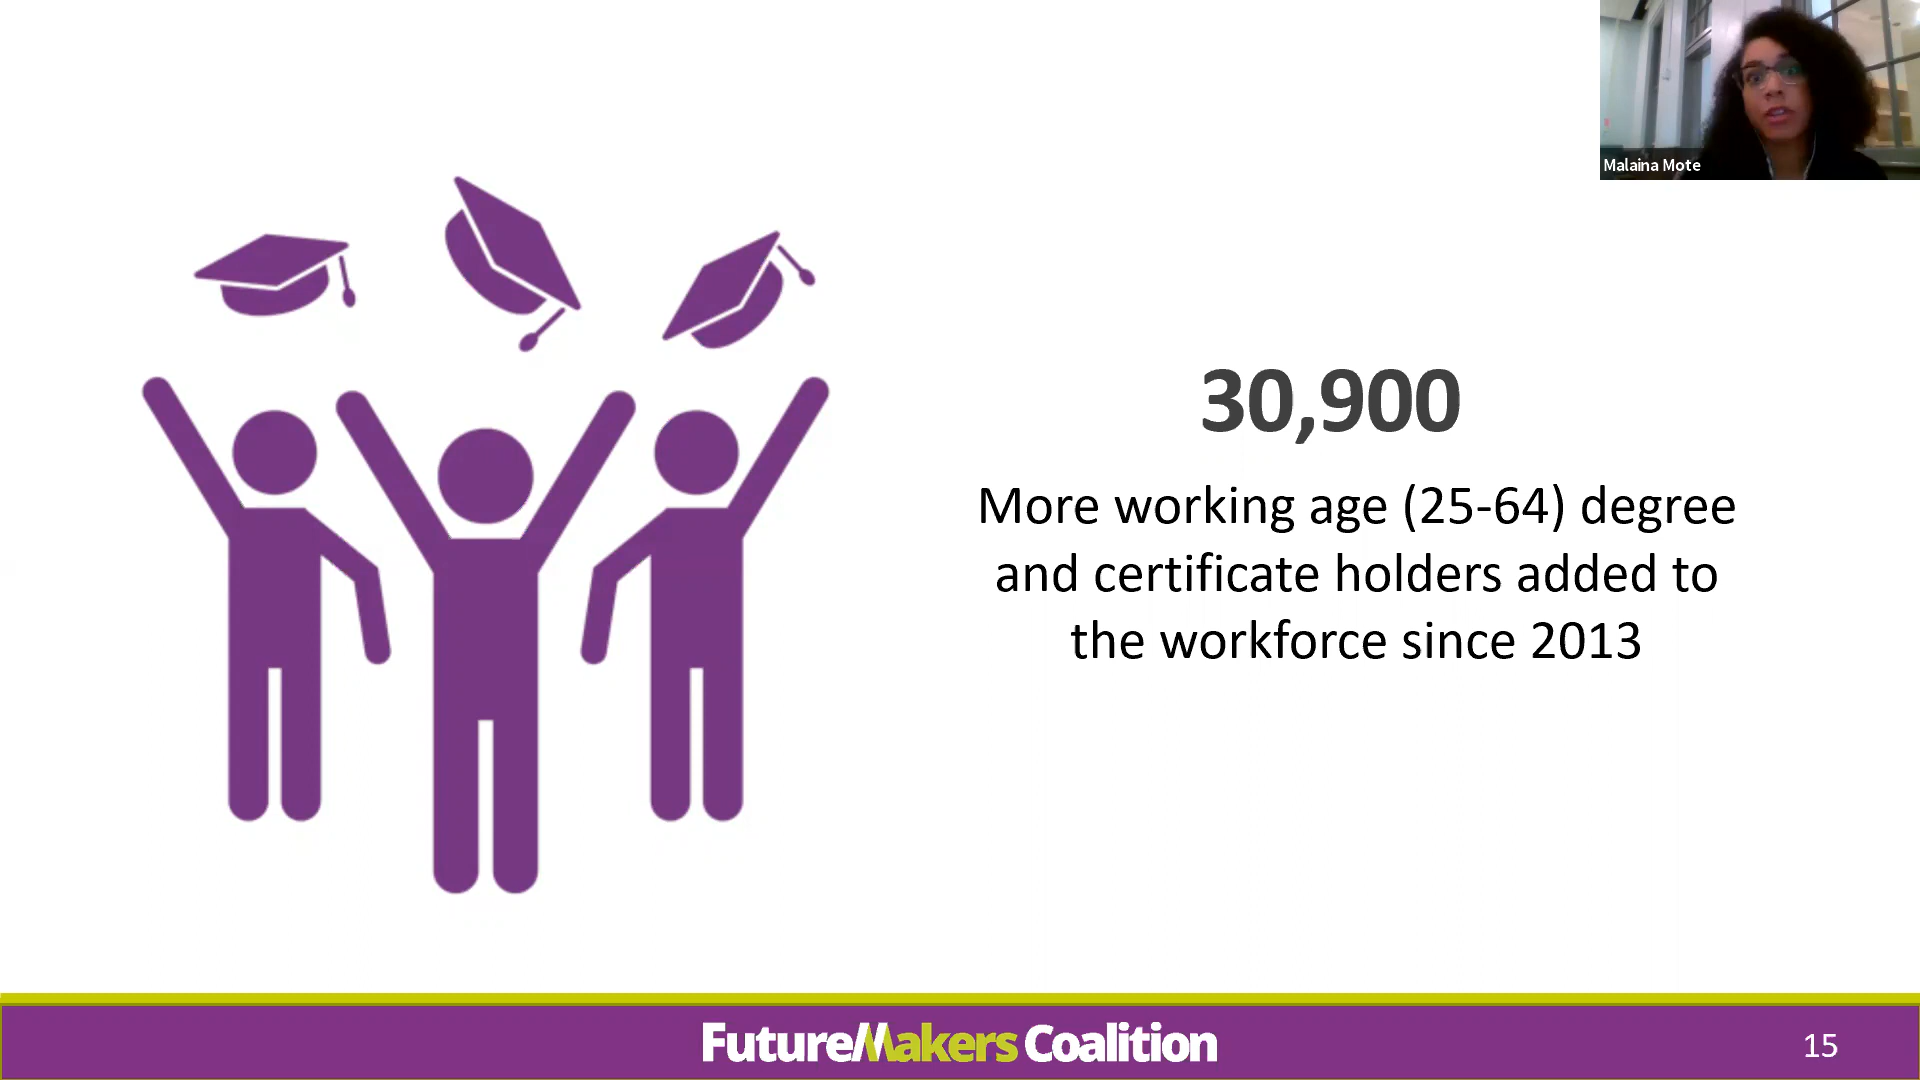 Malaina Mote
30,900
More working age (25-64) degree
and certificate holders added to
the workforce since 2013
FutureMakers Coalition
15